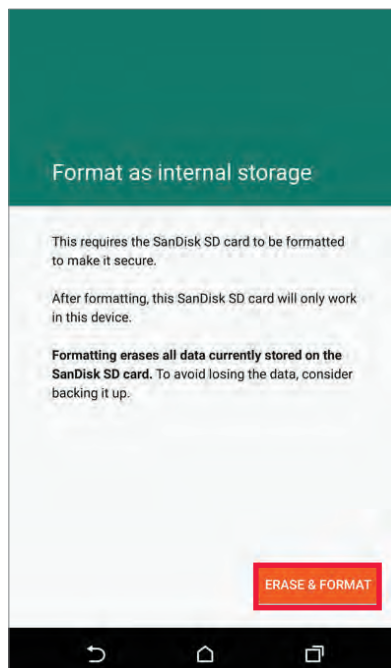 Format as internal storage
This requires the SanDisk SD card to be formatted
to make it secure.
After formatting, this SanDisk SD card will only work
in this device.
Formatting erases all data currently stored on the
SanDisk SD card. To avoid losing the data, consider
backing it up.
ERASE & FORMAT